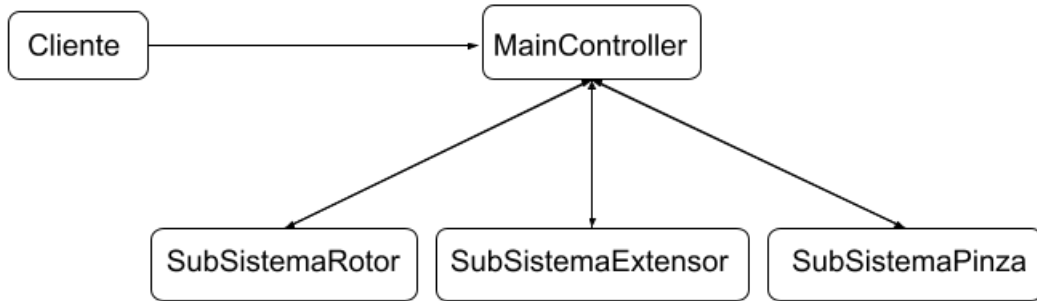 Cliente
MainController
SubSistemaRotor
SubSistemaExtensor
SubSistemaPinza